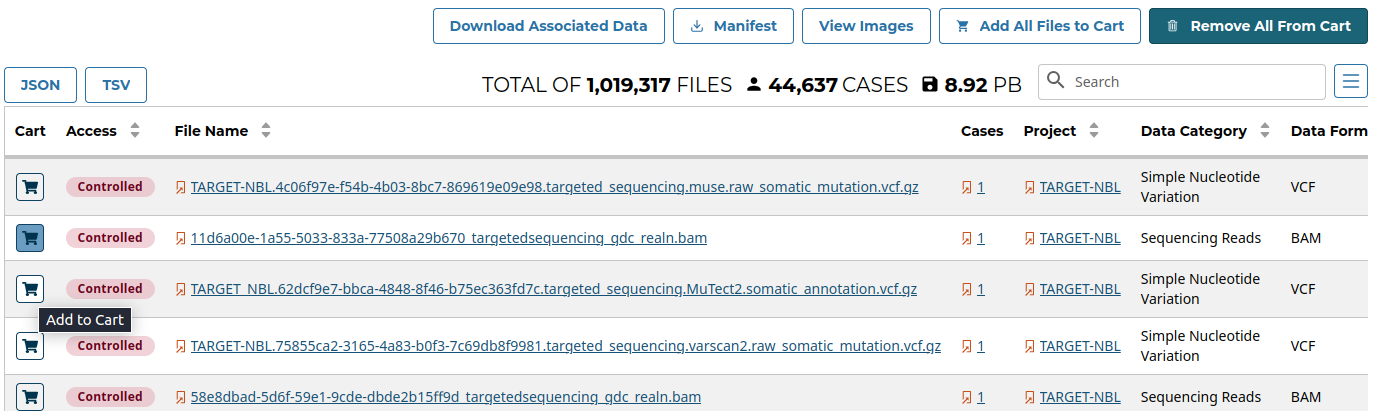 Download Associated Data Manifest View Images Add All Files to Cart Remove All From Cart
JSON TSV TOTAL OF 1,019,317 FILES 44,637 CASES 8.92 PB Search
Cart Access File Name Cases Project Data Category Data Form
Controlled TARGET-NBL.4c06f97e-f54b-4b03-8bc7-869619e09e98.targeted_sequencing.muse.raw_somatic_mutation.vcf.gz 1 TARGET-NBL Simple Nucleotide Variation VCF
Controlled 11d6a00e-1a55-5033-833a-77508a29b670_targetedsequencing_gdc_realn.bam 1 TARGET-NBL Sequencing Reads BAM
Controlled TARGET_NBL.62dcf9e7-bbca-4848-8f46-b75ec363fd7c.targeted_sequencing.MuTect2.somatic_annotation.vcf.gz 1 TARGET-NBL Simple Nucleotide Variation VCF
Add to Cart
Controlled TARGET-NBL.75855ca2-3165-4a83-b0f3-7c69db8f9981.targeted_sequencing.varscan2.raw_somatic_mutation.vcf.gz 1 TARGET-NBL Simple Nucleotide Variation VCF
Controlled 58e8dbad-5d6f-59e1-9cde-dbde2b15ff9d_targetedsequencing_gdc_realn.bam 1 TARGET-NBL Sequencing Reads BAM